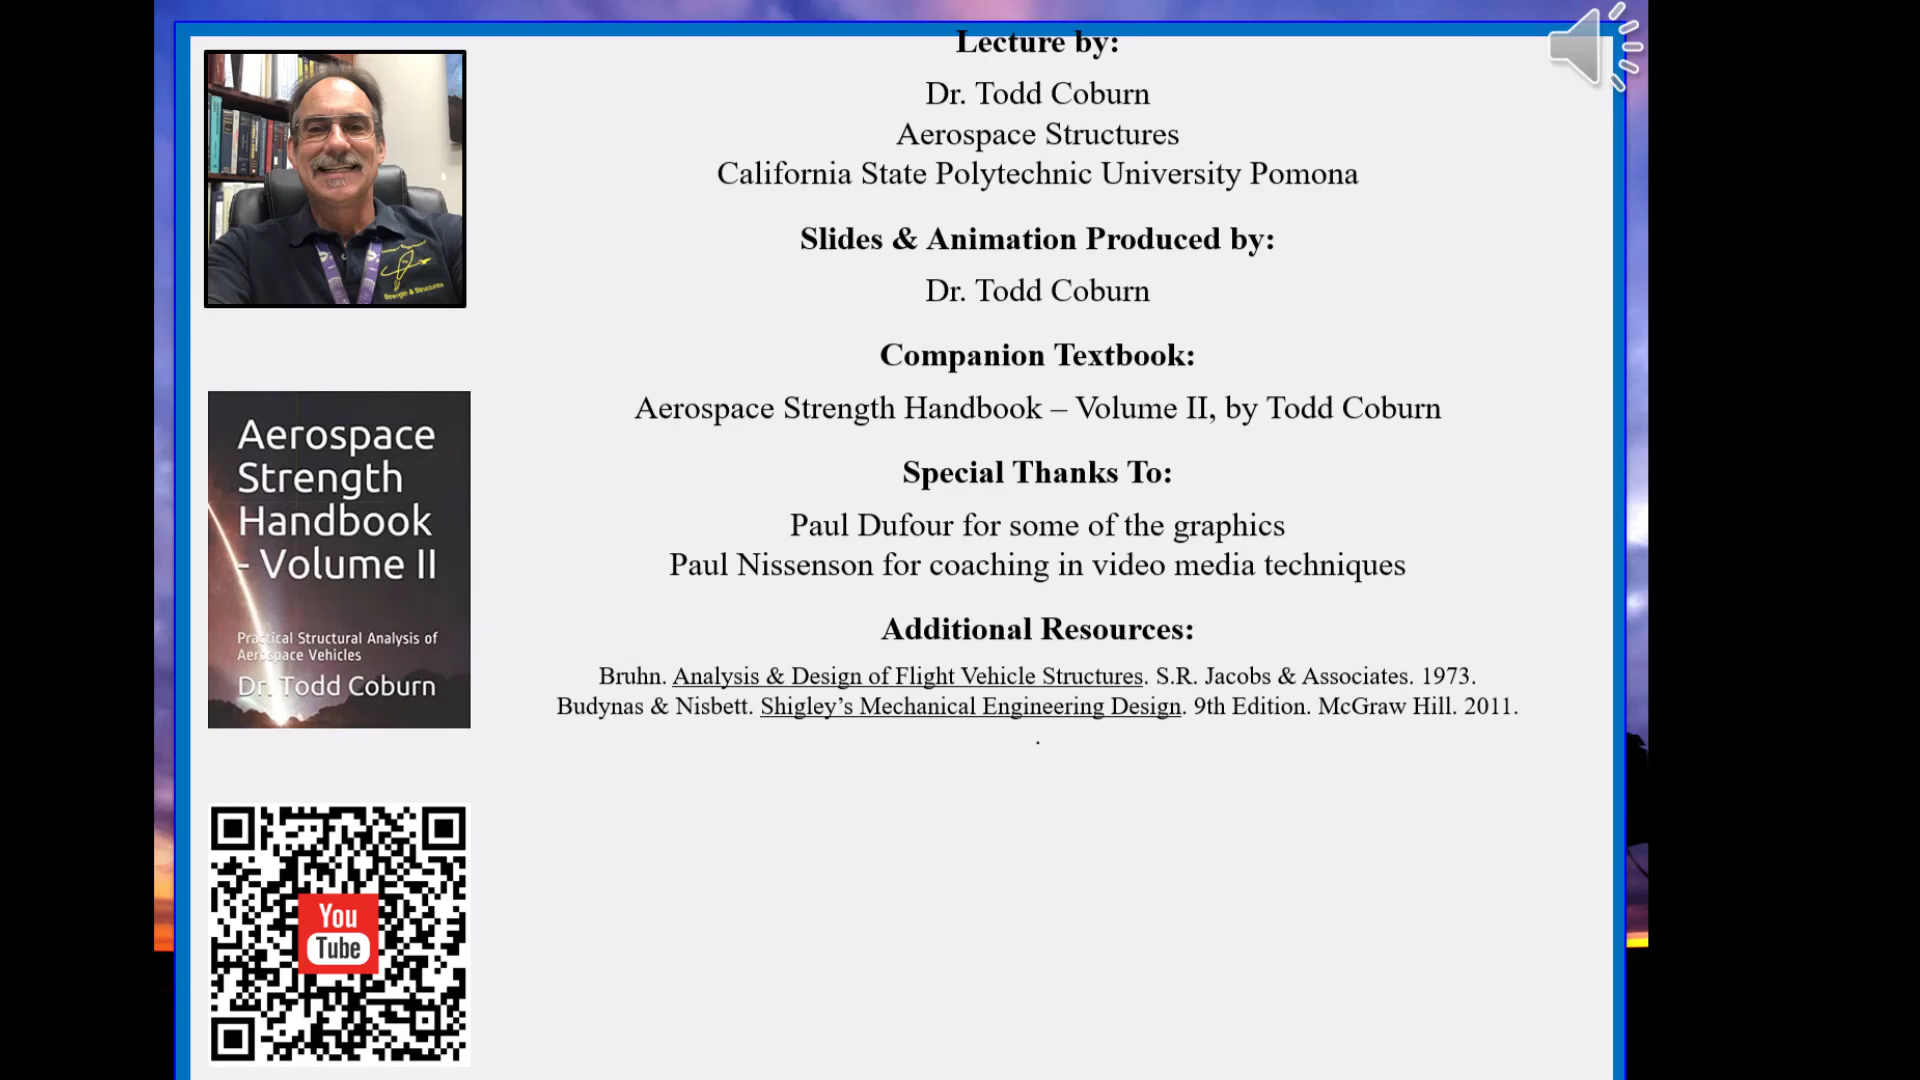 Lecture by:
Dr. Todd Coburn
Aerospace Structures
California State Polytechnic University Pomona
Slides & Animation Produced by:
Dr. Todd Coburn
Companion Textbook:
Aerospace Strength Handbook – Volume II, by Todd Coburn
Special Thanks To:
Paul Dufour for some of the graphics
Paul Nissenson for coaching in video media techniques
Additional Resources:
Bruhn. Analysis & Design of Flight Vehicle Structures. S.R. Jacobs & Associates. 1973.
Budynas & Nisbett. Shigley’s Mechanical Engineering Design. 9th Edition. McGraw Hill. 2011.
.
Strength & Structures
Aerospace
Strength
Handbook
- Volume II
Practical Structural Analysis of
Aerospace Vehicles
Dr. Todd Coburn
You
Tube